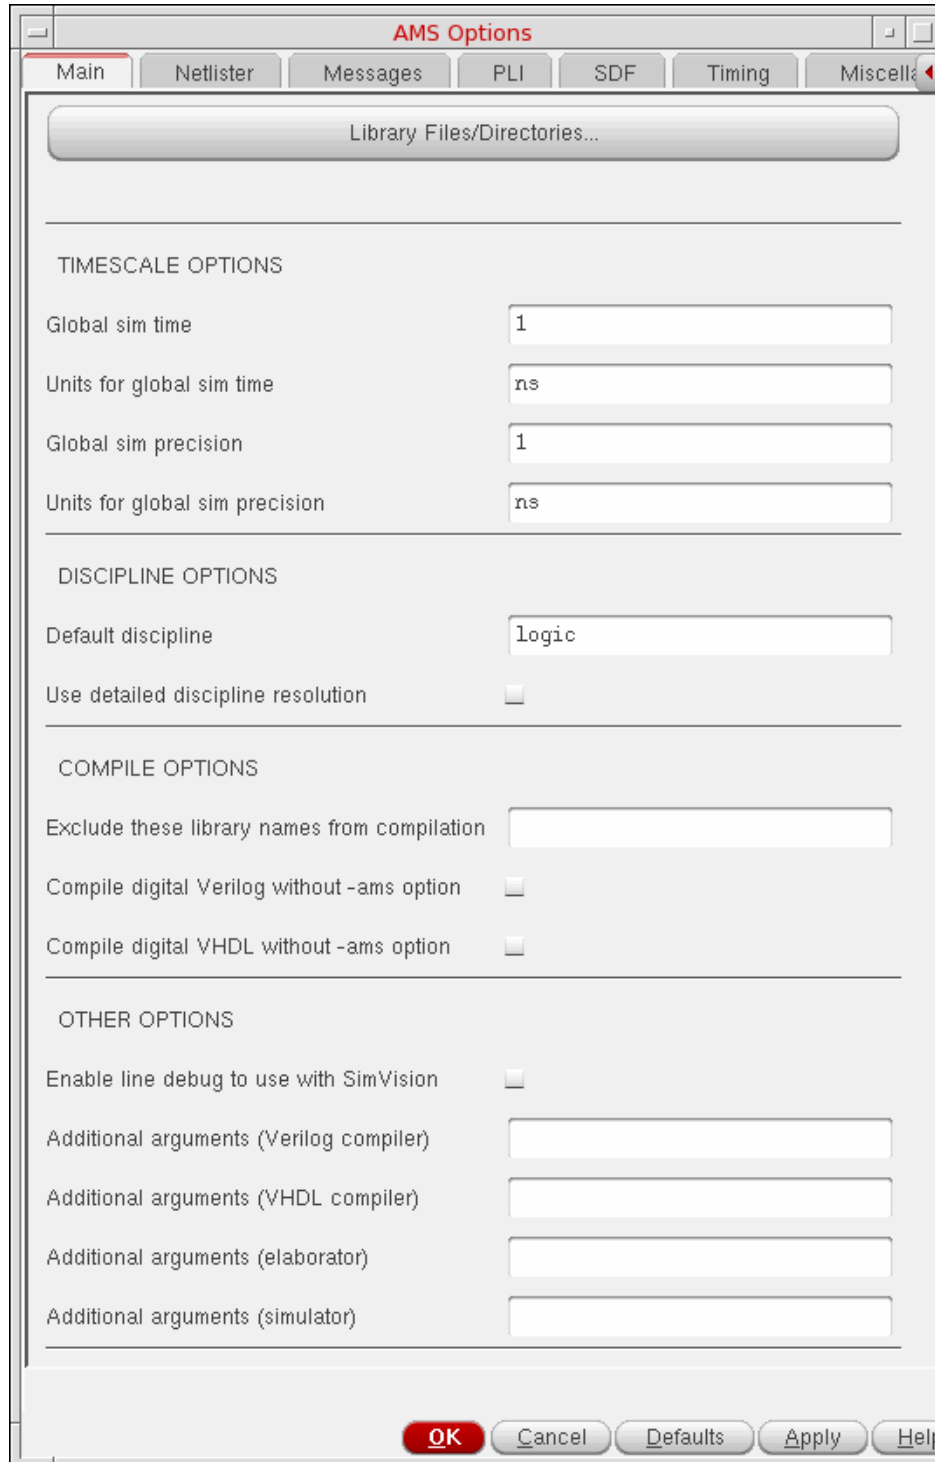 AMS Options
Main Netlister Messages PLI SDF Timing Miscella
Library Files/Directories...
TIMESCALE OPTIONS
Global sim time 1
Units for global sim time ns
Global sim precision 1
Units for global sim precision ns
DISCIPLINE OPTIONS
Default discipline logic
Use detailed discipline resolution
COMPILE OPTIONS
Exclude these library names from compilation
Compile digital Verilog without -ams option
Compile digital VHDL without -ams option
OTHER OPTIONS
Enable line debug to use with SimVision
Additional arguments (Verilog compiler)
Additional arguments (VHDL compiler)
Additional arguments (elaborator)
Additional arguments (simulator)
OK Cancel Defaults Apply Help